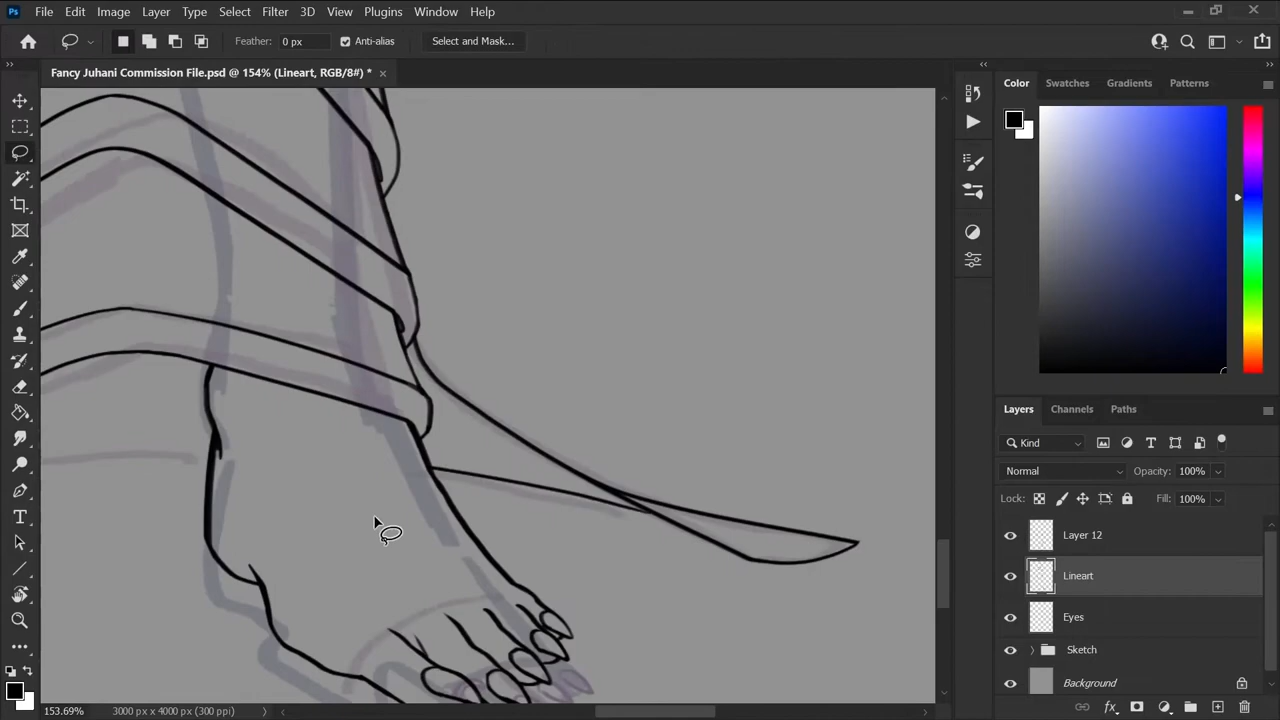 Ps File Edit Image Layer Type Select Filter 3D View Plugins Window Help
Feather: 0 px Anti-alias Select and Mask...
Fancy Juhani Commission File.psd @ 154% (Lineart, RGB/8#) *
Color Swatches Gradients Patterns
Layers Channels Paths
Kind
Normal Opacity: 100%
Lock: Fill: 100%
Layer 12
Lineart
Eyes
Sketch
Background
153.69% 3000 px x 4000 px (300 ppi)